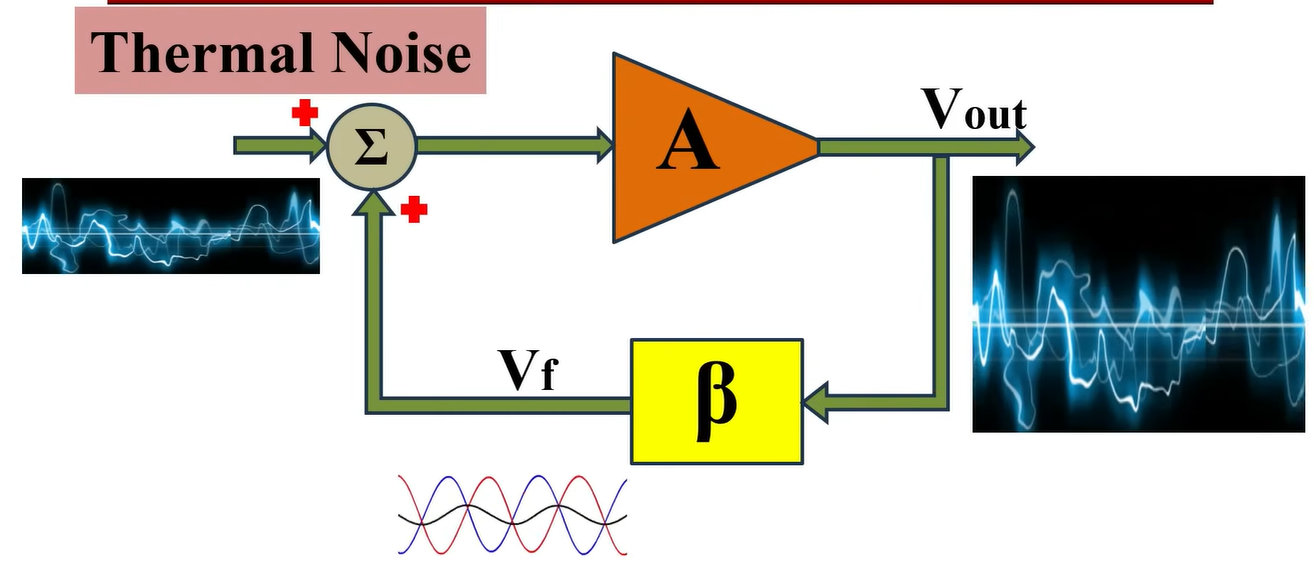 Thermal Noise
Σ
A
Vout
Vf
β